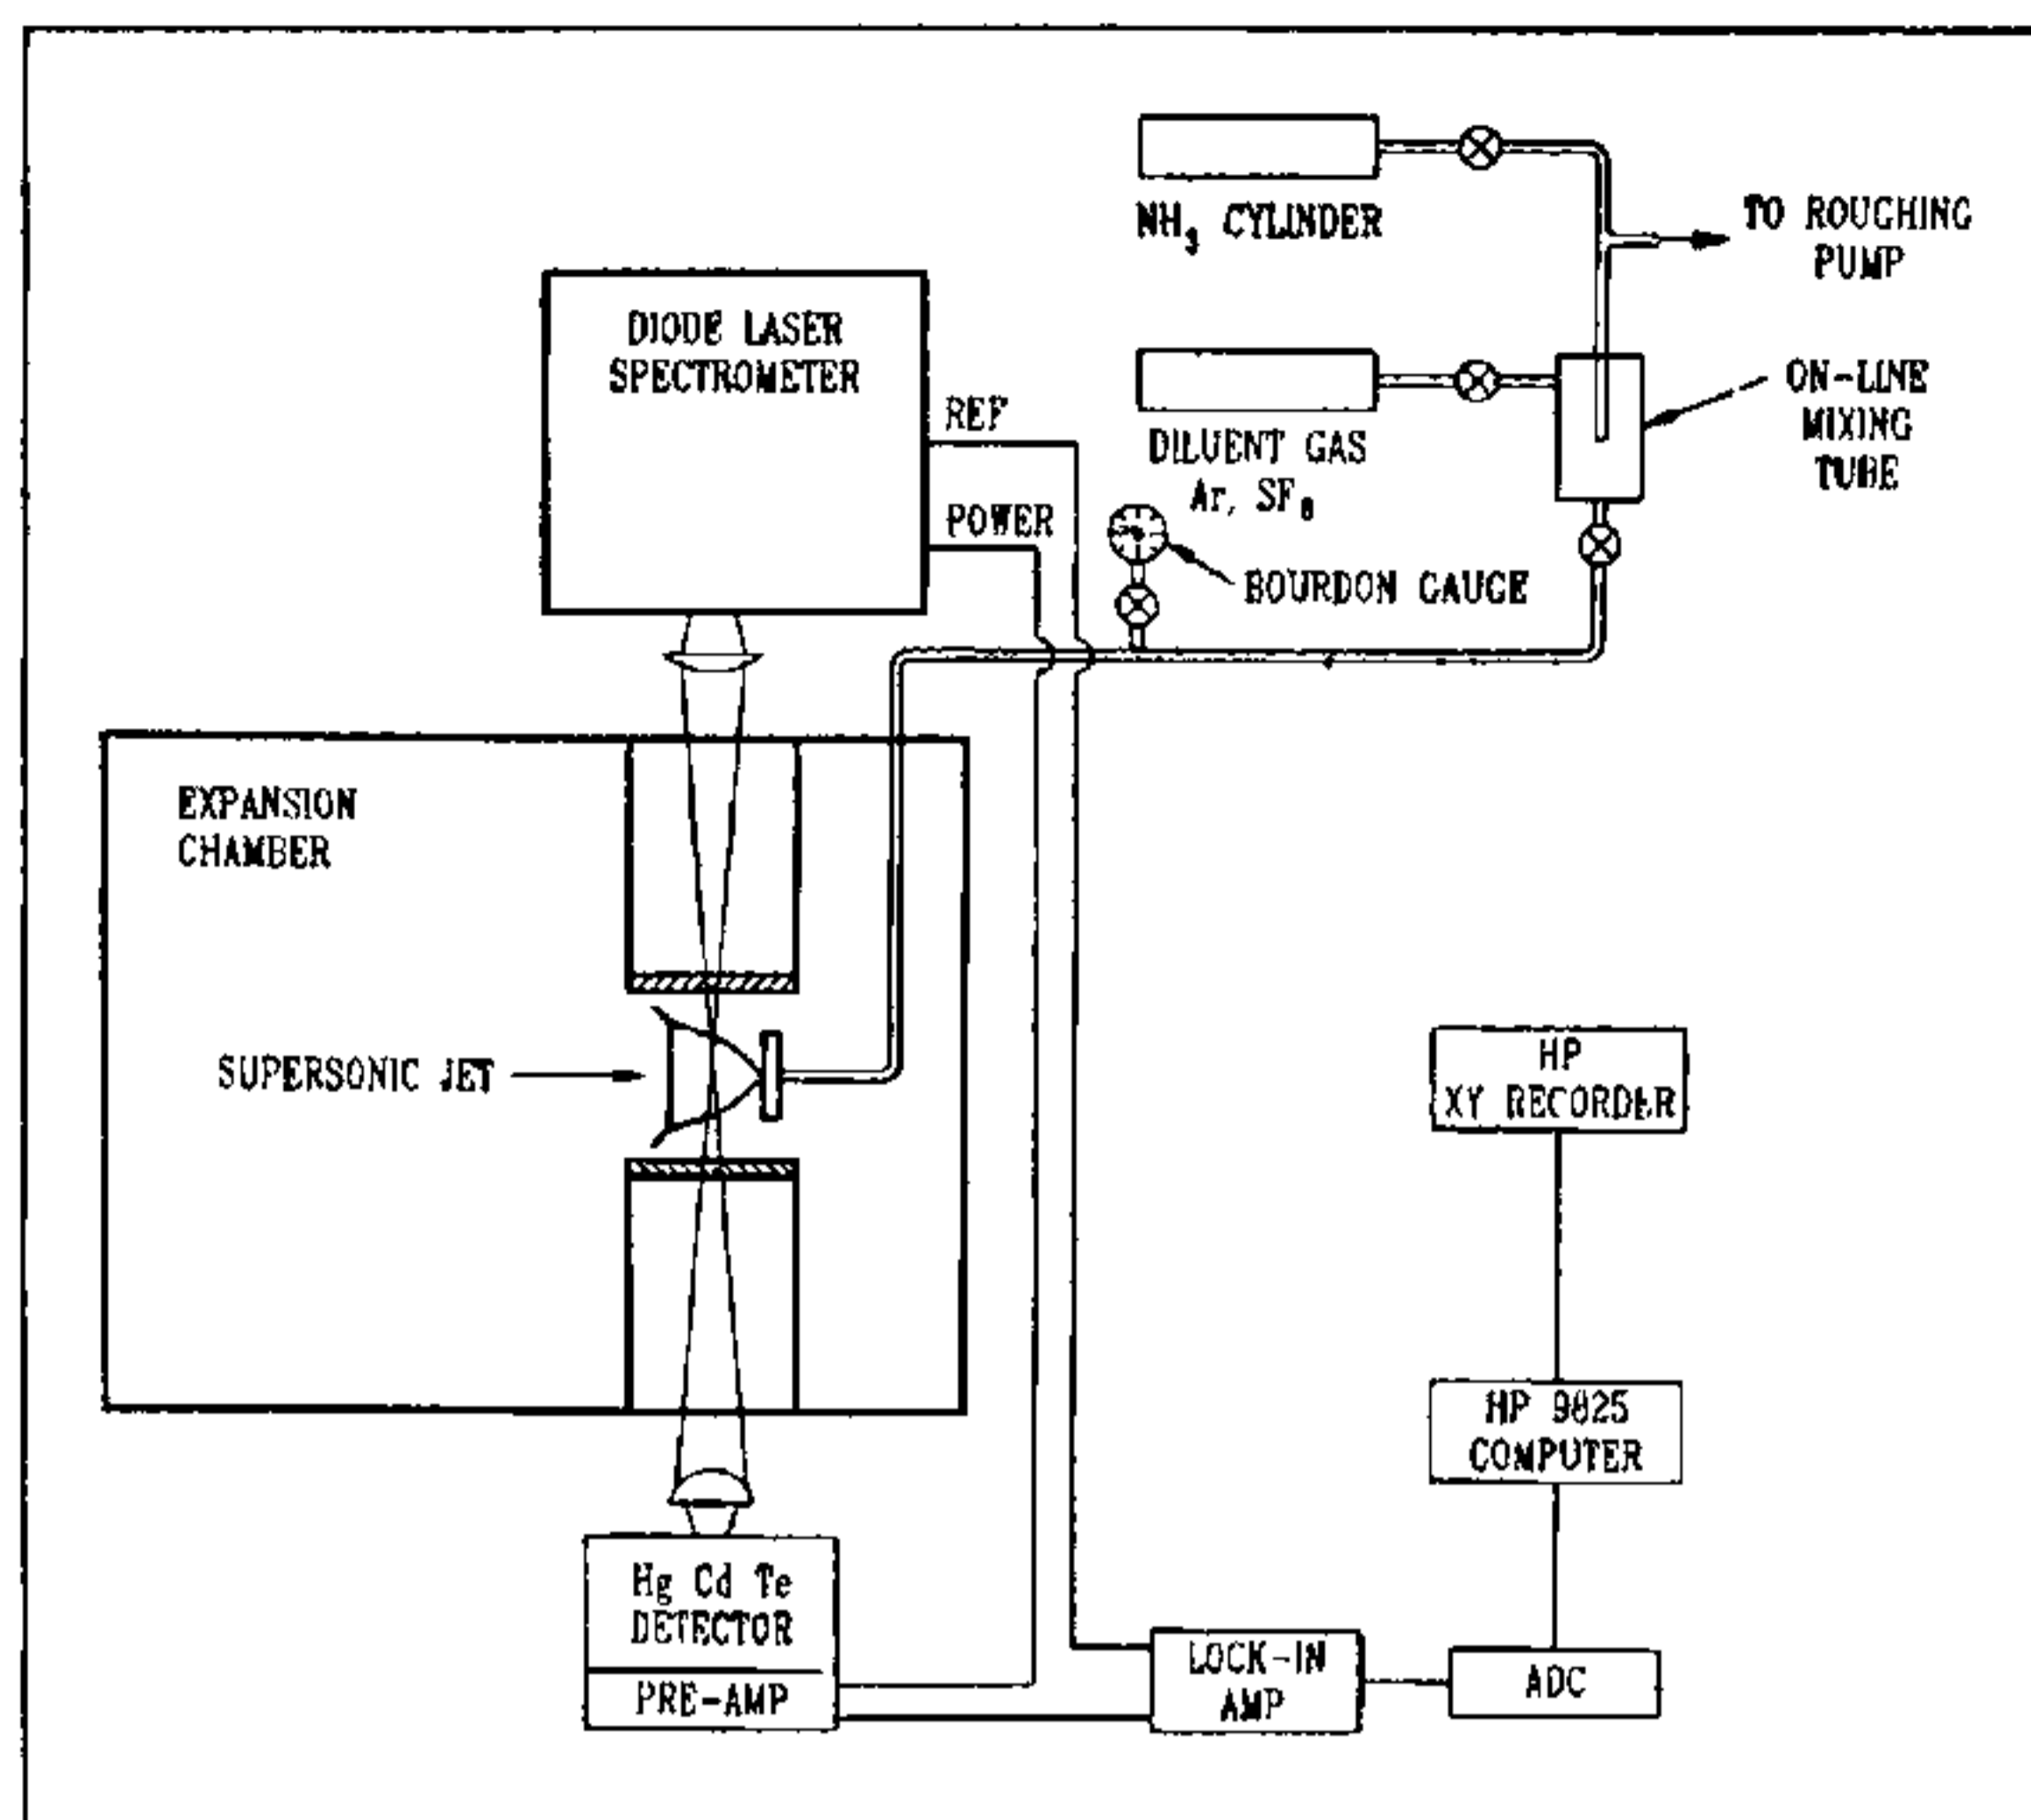 NH₃ CYLINDER
TO ROUGHING
PUMP
DIODE LASER
SPECTROMETER
REF
POWER
DILUENT GAS
Ar, SF₆
ON-LINE
MIXING
TUBE
BOURDON GAUGE
EXPANSION
CHAMBER
SUPERSONIC JET
HP
XY RECORDER
HP 9825
COMPUTER
Hg Cd Te
DETECTOR
PRE-AMP
LOCK-IN
AMP
ADC